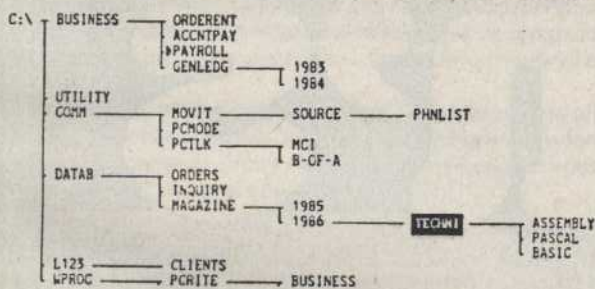 C:\ BUSINESS ORDERENT
ACCNTPAY
PAYROLL
GENLEDG 1983
1984
UTILITY
COMM MOVIT SOURCE PHNLIST
PCMODE
PCTLK MCI
B-OF-A
DATAB ORDERS
INQUIRY
MAGAZINE 1985
1986 TECHNI ASSEMBLY
PASCAL
BASIC
L123 CLIENTS
WPROC PCRITE BUSINESS